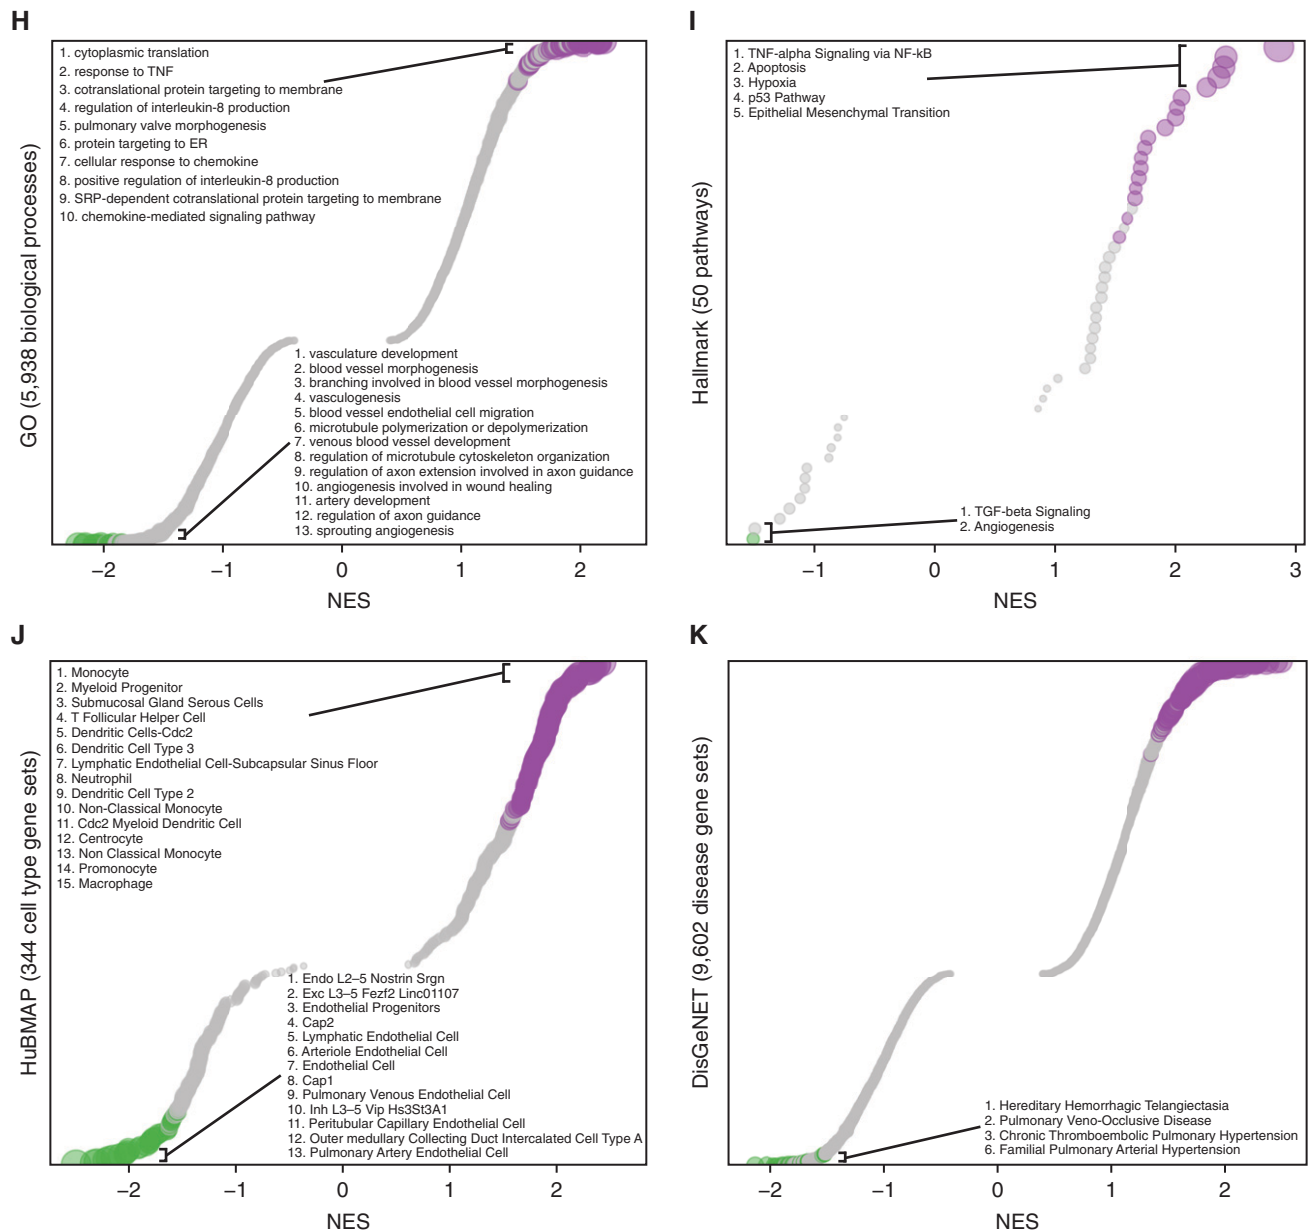 H
1. cytoplasmic translation
2. response to TNF
3. cotranslational protein targeting to membrane
4. regulation of interleukin-8 production
5. pulmonary valve morphogenesis
6. protein targeting to ER
7. cellular response to chemokine
8. positive regulation of interleukin-8 production
9. SRP-dependent cotranslational protein targeting to membrane
10. chemokine-mediated signaling pathway
GO (5,938 biological processes)
1. vasculature development
2. blood vessel morphogenesis
3. branching involved in blood vessel morphogenesis
4. vasculogenesis
5. blood vessel endothelial cell migration
6. microtubule polymerization or depolymerization
7. venous blood vessel development
8. regulation of microtubule cytoskeleton organization
9. regulation of axon extension involved in axon guidance
10. angiogenesis involved in wound healing
11. artery development
12. regulation of axon guidance
13. sprouting angiogenesis
−2 −1 0 1 2
NES
I
1. TNF-alpha Signaling via NF-kB
2. Apoptosis
3. Hypoxia
4. p53 Pathway
5. Epithelial Mesenchymal Transition
Hallmark (50 pathways)
1. TGF-beta Signaling
2. Angiogenesis
−1 0 1 2 3
NES
J
1. Monocyte
2. Myeloid Progenitor
3. Submucosal Gland Serous Cells
4. T Follicular Helper Cell
5. Dendritic Cells-Cdc2
6. Dendritic Cell Type 3
7. Lymphatic Endothelial Cell-Subcapsular Sinus Floor
8. Neutrophil
9. Dendritic Cell Type 2
10. Non-Classical Monocyte
11. Cdc2 Myeloid Dendritic Cell
12. Centrocyte
13. Non Classical Monocyte
14. Promonocyte
15. Macrophage
HuBMAP (344 cell type gene sets)
1. Endo L2–5 Nostrin Srgn
2. Exc L3–5 Fezf2 Linc01107
3. Endothelial Progenitors
4. Cap2
5. Lymphatic Endothelial Cell
6. Arteriole Endothelial Cell
7. Endothelial Cell
8. Cap1
9. Pulmonary Venous Endothelial Cell
10. Inh L3–5 Vip Hs3St3A1
11. Peritubular Capillary Endothelial Cell
12. Outer medullary Collecting Duct Intercalated Cell Type A
13. Pulmonary Artery Endothelial Cell
−2 −1 0 1 2
NES
K
DisGeNET (9,602 disease gene sets)
1. Hereditary Hemorrhagic Telangiectasia
2. Pulmonary Veno-Occlusive Disease
3. Chronic Thromboembolic Pulmonary Hypertension
6. Familial Pulmonary Arterial Hypertension
−2 −1 0 1 2
NES